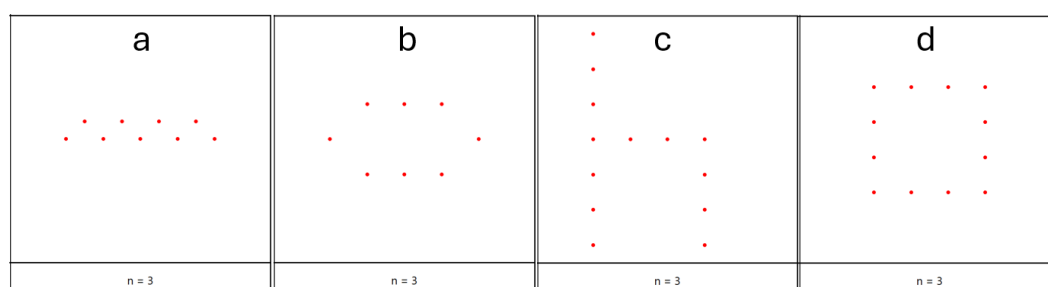 a b c d
n = 3 n = 3 n = 3 n = 3